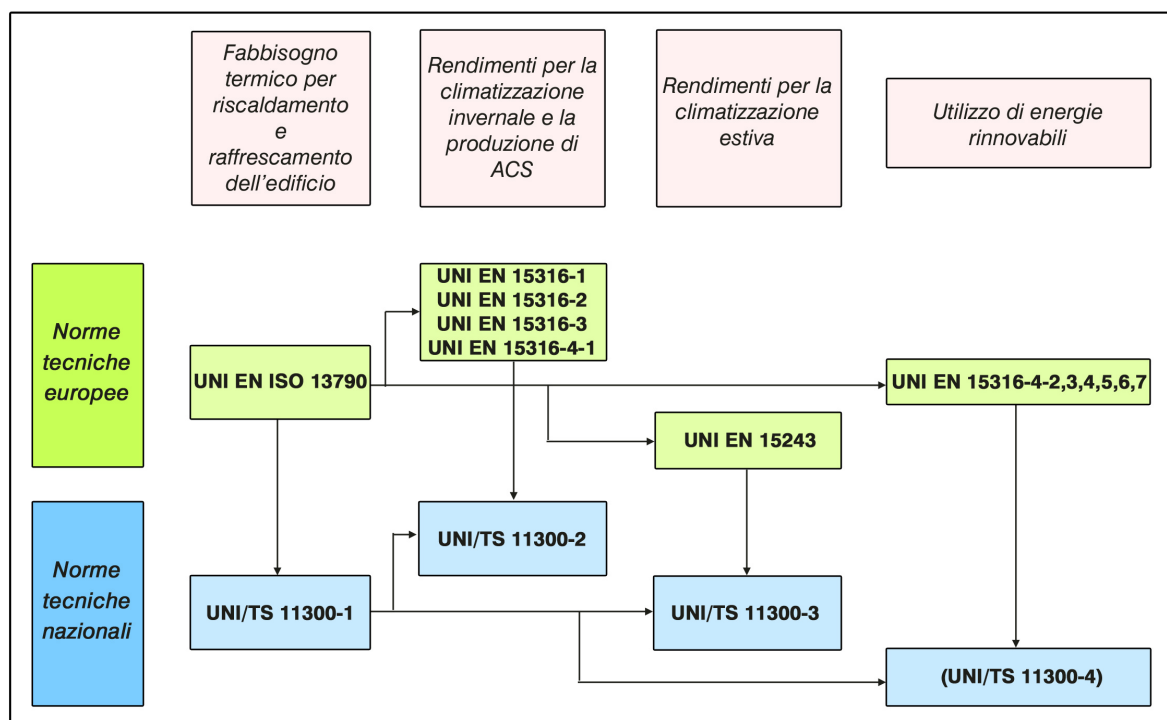 Fabbisogno
termico per
riscaldamento
e
raffrescamento
dell'edificio
Rendimenti per la
climatizzazione
invernale e la
produzione di
ACS
Rendimenti per la
climatizzazione
estiva
Utilizzo di energie
rinnovabili
Norme
tecniche
europee
UNI EN ISO 13790
UNI EN 15316-1
UNI EN 15316-2
UNI EN 15316-3
UNI EN 15316-4-1
UNI EN 15243
UNI EN 15316-4-2,3,4,5,6,7
Norme
tecniche
nazionali
UNI/TS 11300-1
UNI/TS 11300-2
UNI/TS 11300-3
(UNI/TS 11300-4)